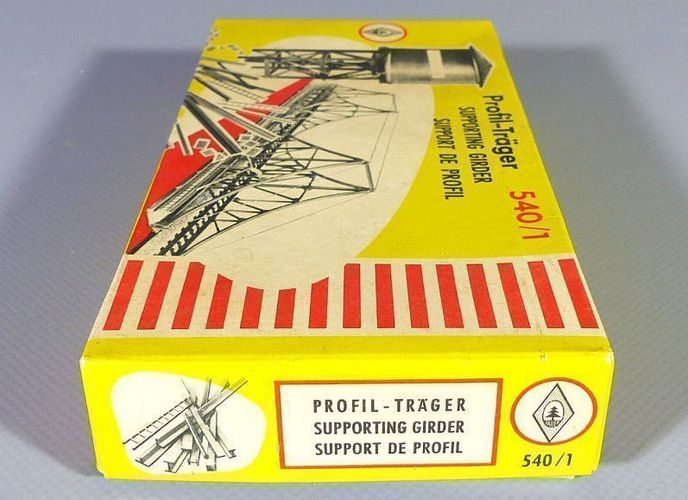 Profil-Träger 540/1
SUPPORTING GIRDER
SUPPORT DE PROFIL
PROFIL-TRÄGER
SUPPORTING GIRDER
SUPPORT DE PROFIL
540/1